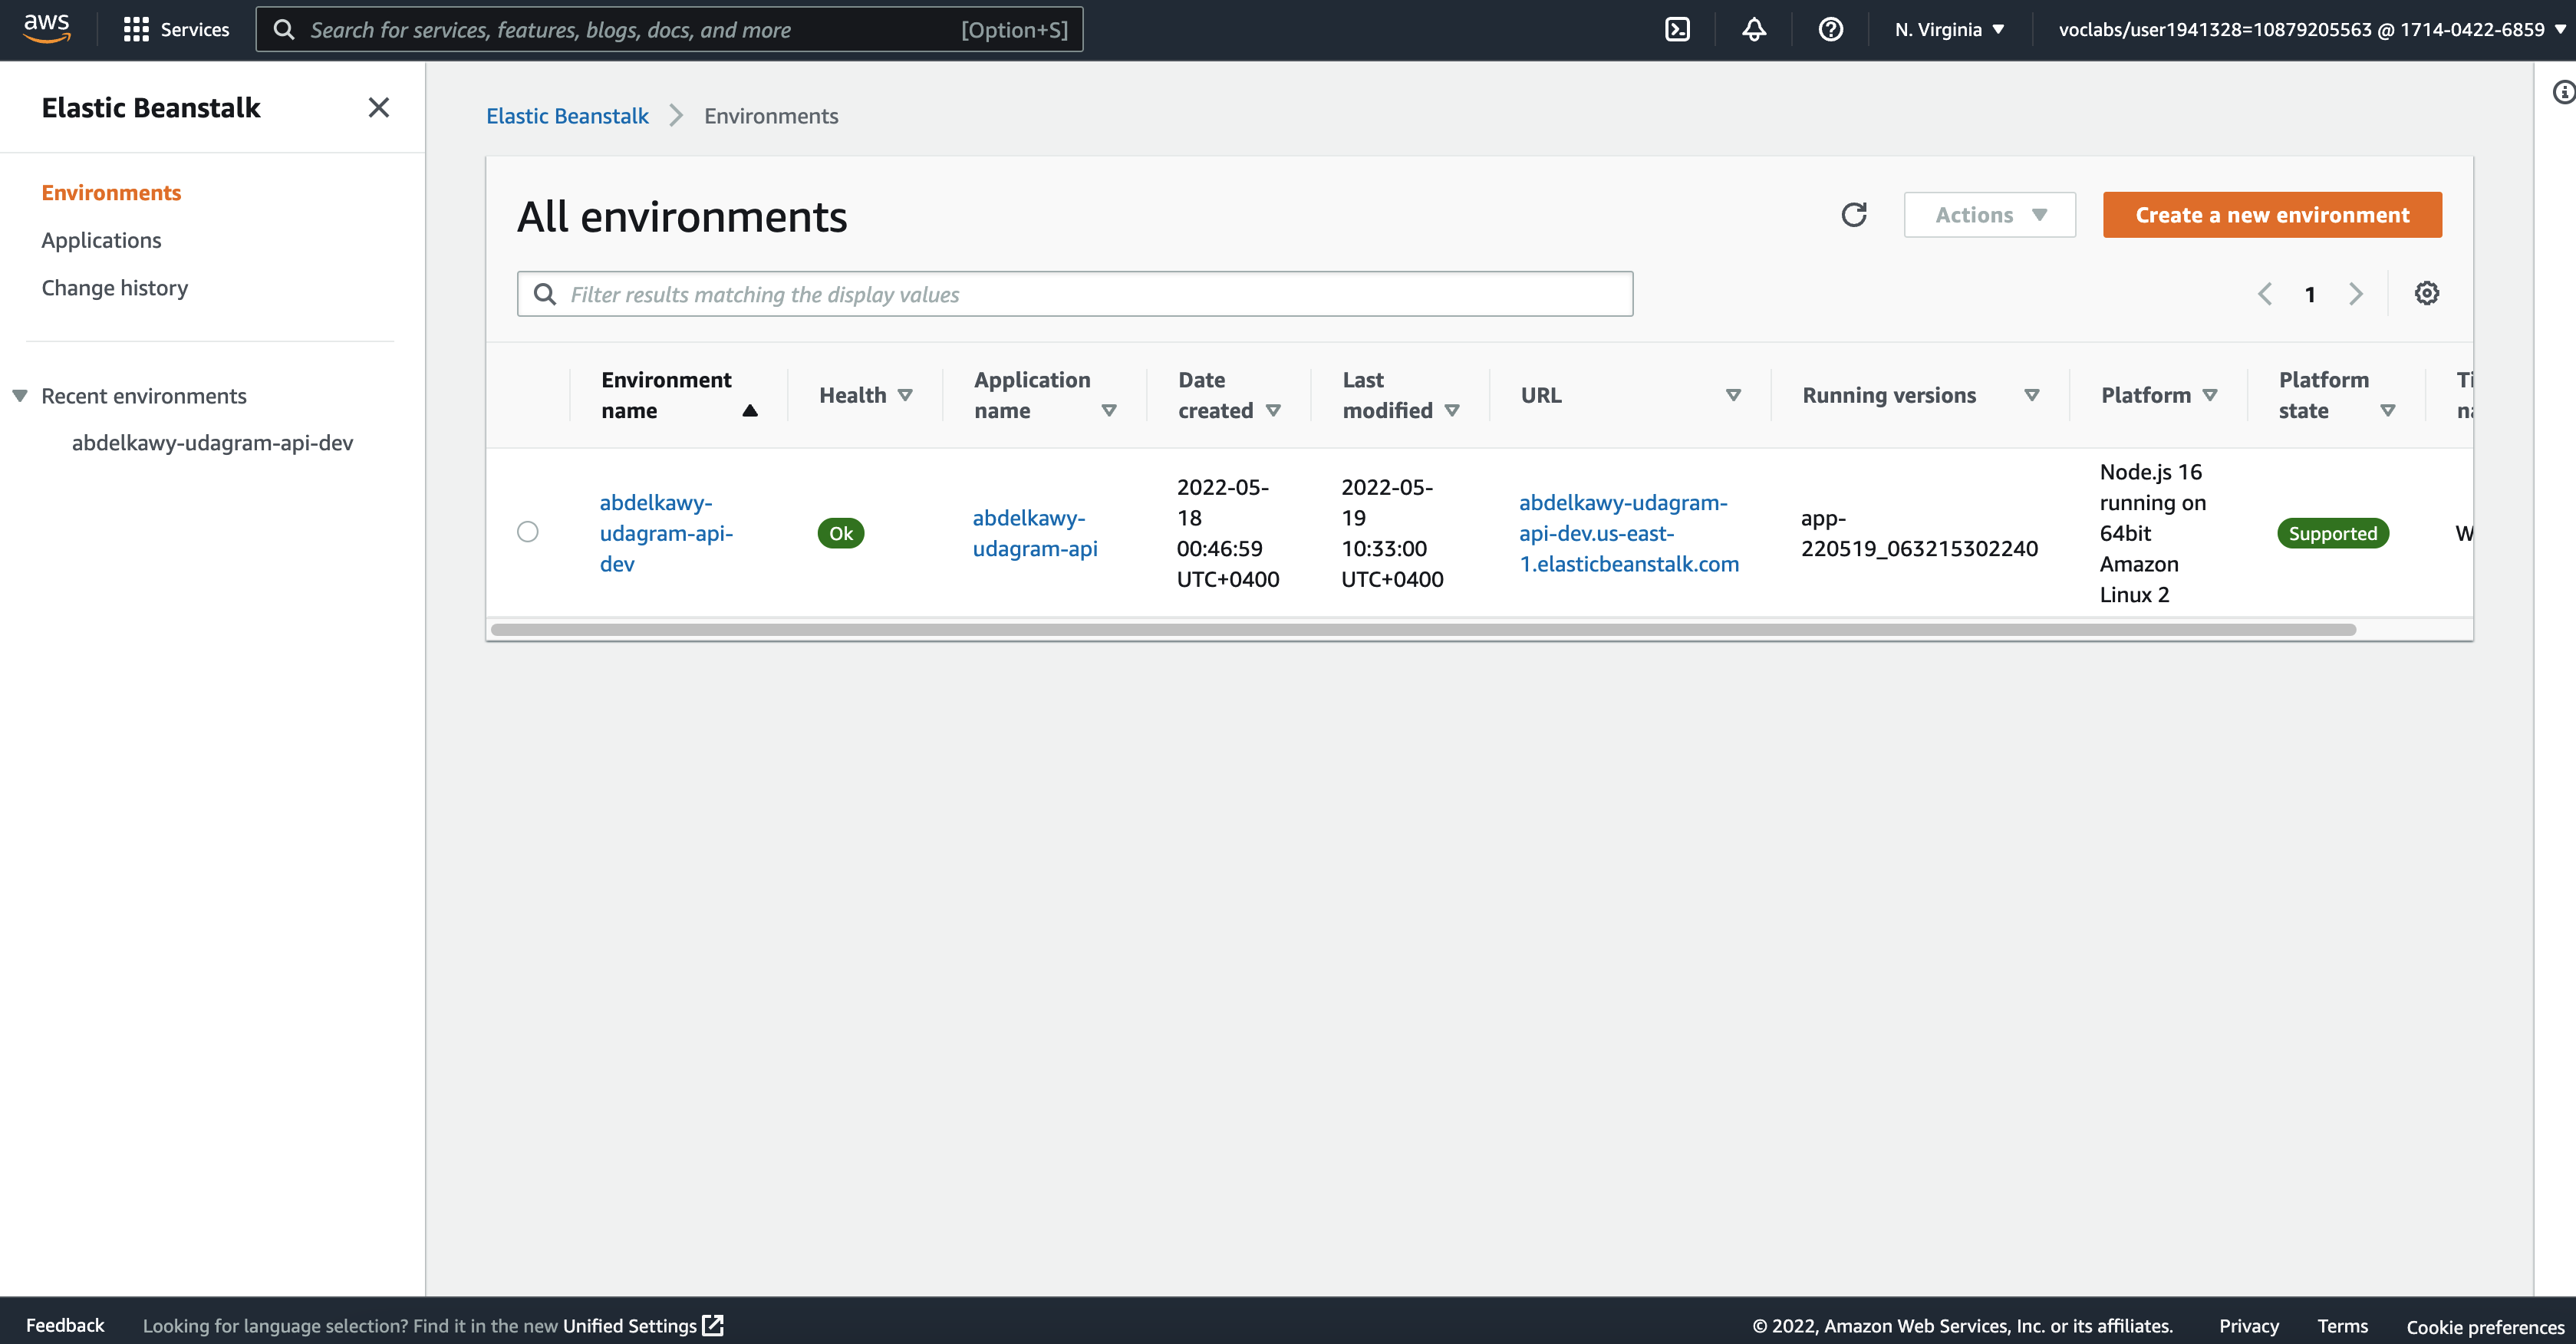 aws
Services
Search for services, features, blogs, docs, and more [Option+S]
N. Virginia
voclabs/user1941328=10879205563 @ 1714-0422-6859
Elastic Beanstalk
Environments
Applications
Change history
Recent environments
abdelkawy-udagram-api-dev
Elastic Beanstalk
Environments
All environments
Actions
Create a new environment
Filter results matching the display values
1
Environment
name
Health
Application
name
Date
created
Last
modified
URL
Running versions
Platform
Platform
state
abdelkawy-
udagram-api-
dev
Ok
abdelkawy-
udagram-api
2022-05-
18
00:46:59
UTC+0400
2022-05-
19
10:33:00
UTC+0400
abdelkawy-udagram-
api-dev.us-east-
1.elasticbeanstalk.com
app-
220519_063215302240
Node.js 16
running on
64bit
Amazon
Linux 2
Supported
Feedback
Looking for language selection? Find it in the new Unified Settings
© 2022, Amazon Web Services, Inc. or its affiliates.
Privacy
Terms
Cookie preferences